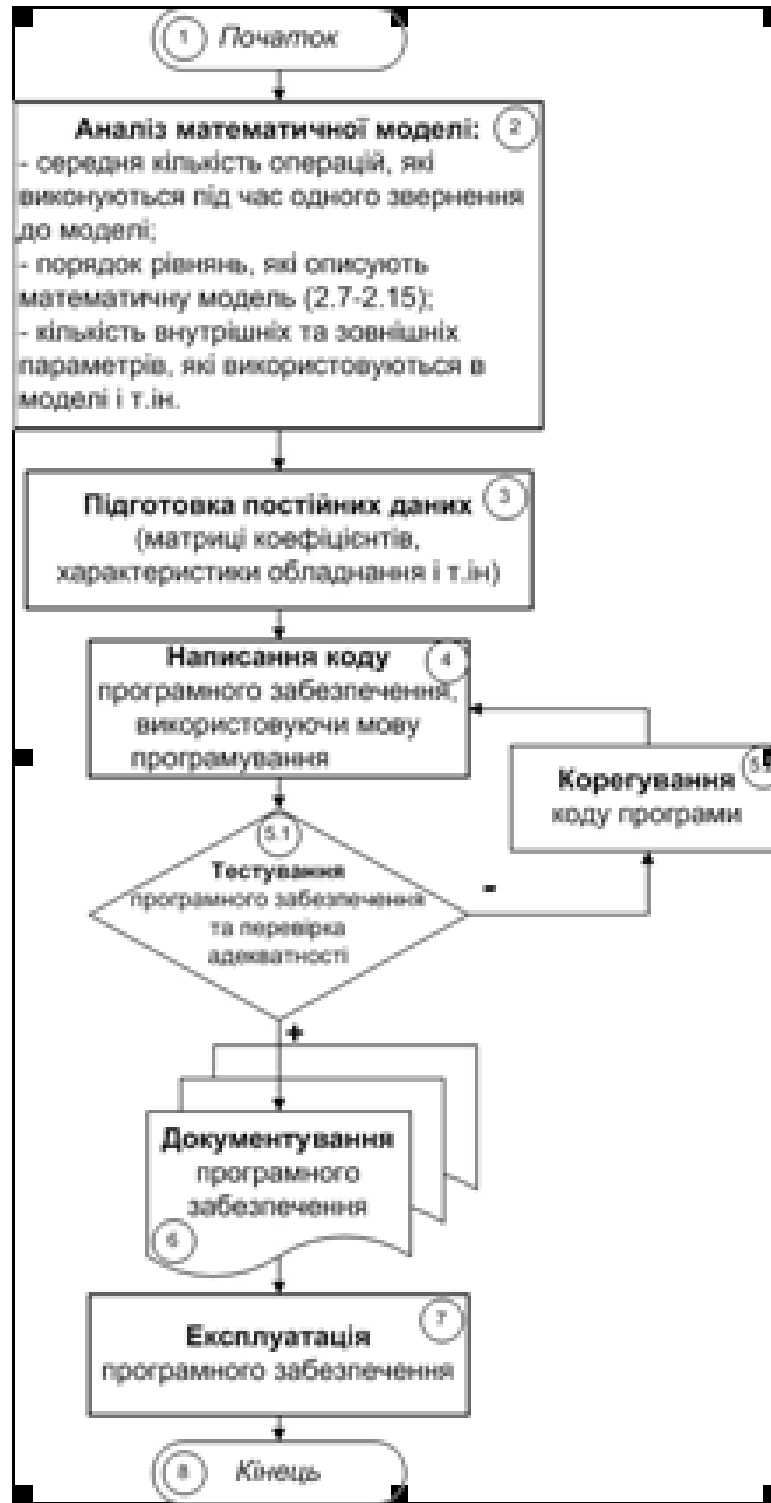 1 Початок
Аналіз математичної моделі: 2
- середня кількість операцій, які
виконуються під час одного звернення
до моделі;
- порядок рівнянь, які описують
математичну модель (2.7-2.15);
- кількість внутрішніх та зовнішніх
параметрів, які використовуються в
моделі і т.ін.
Підготовка постійних даних 3
(матриці коефіцієнтів,
характеристики обладнання і т.ін)
Написання коду 4
програмного забезпечення,
використовуючи мову
програмування
Корегування
коду програми
5.1
Тестування
програмного забезпечення
та перевірка
адекватності
-
+
Документування
програмного
забезпечення
6
Експлуатація 7
програмного забезпечення
8 Кінець